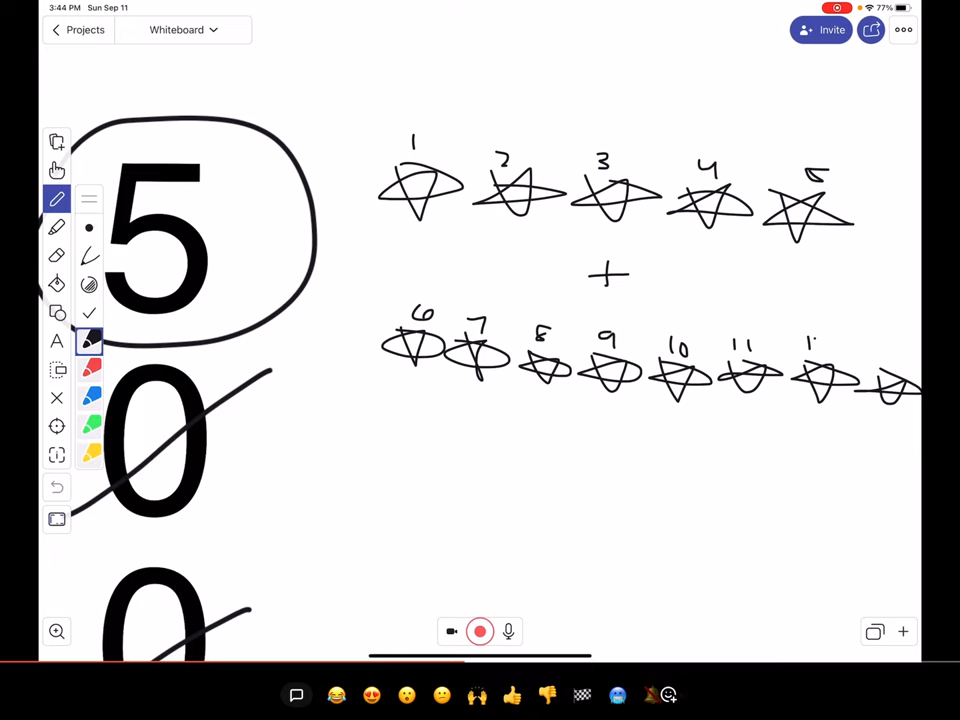 3:44 PM Sun Sep 11
77%
Projects
Whiteboard
Invite
5
0
0
1 2 3 4 5
+
6 7 8 9 10 11 1
A